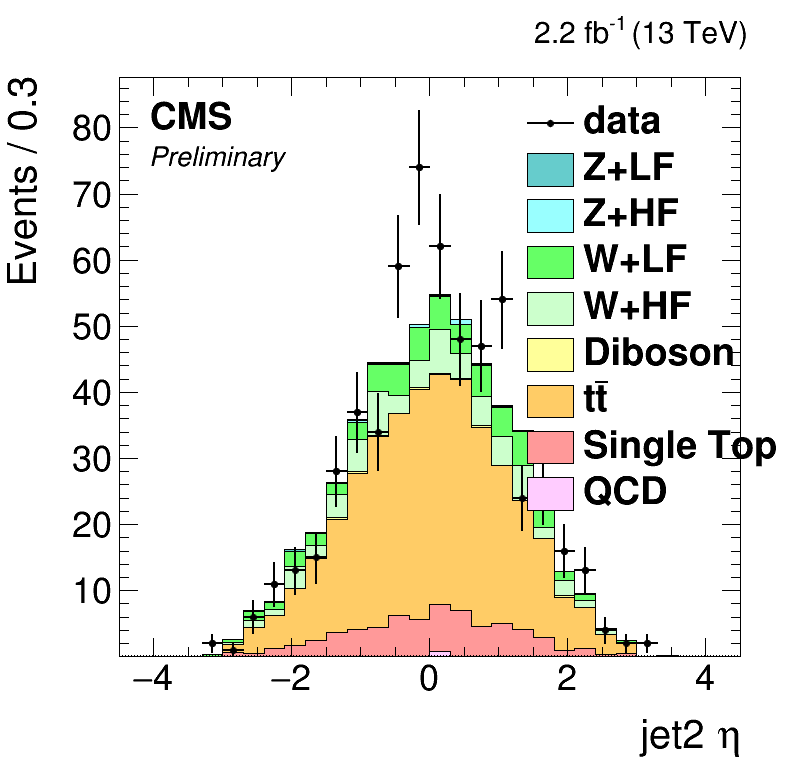 2.2 fb-1 (13 TeV)
Events / 0.3
CMS
Preliminary
data
Z+LF
Z+HF
W+LF
W+HF
Diboson
tt̄
Single Top
QCD
80
70
60
50
40
30
20
10
−4 −2 0 2 4
jet2 η